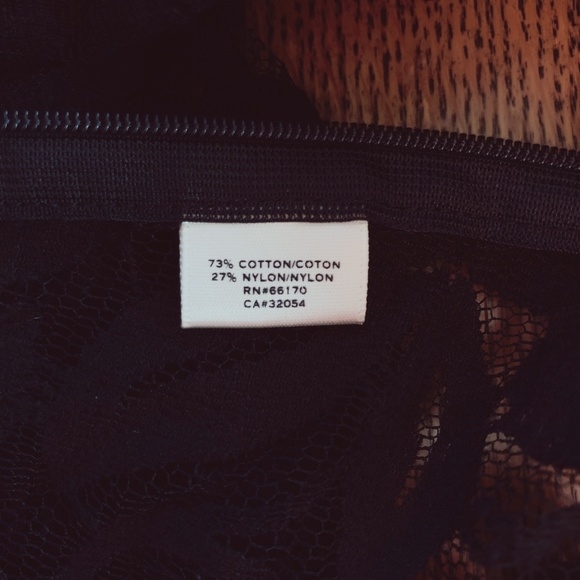 73% COTTON/COTON
27% NYLON/NYLON
RN#66170
CA#32054